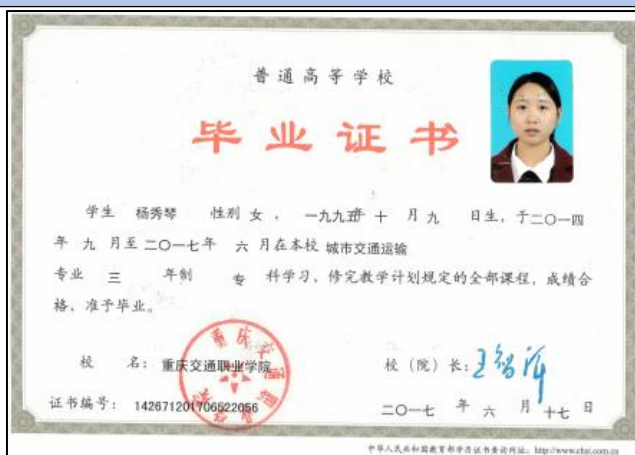 普通高等学校
毕业证书
学生 杨秀琴 性别 女 , 一九九五年 十 月 九 日生, 于二〇一四
年 九 月至 二〇一七年 六 月在本校 城市交通运输
专业 三 年制 专 科学习, 修完教学计划规定的全部课程, 成绩合
格, 准予毕业。
校 名: 重庆交通职业学院
校 (院) 长:
证书编号: 142671201706522056
二〇一七 年 六 月 十七 日
中华人民共和国教育部学历证书查询网址: http://www.chsi.com.cn